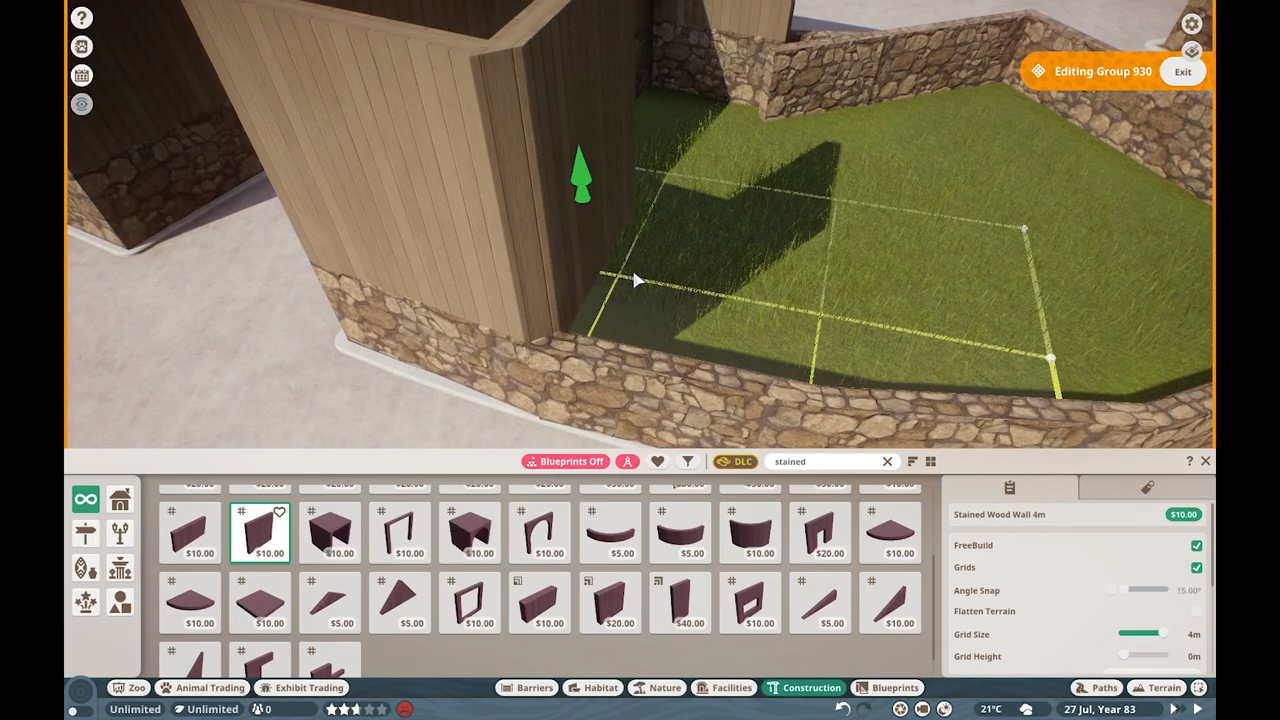 ?
Editing Group 930
Exit
Blueprints Off
DLC
stained
?
$10.00
$10.00
$10.00
$10.00
$10.00
$10.00
$5.00
$5.00
$10.00
$20.00
$10.00
$10.00
$10.00
$5.00
$5.00
$10.00
$10.00
$20.00
$40.00
$10.00
$5.00
$10.00
Stained Wood Wall 4m
$10.00
FreeBuild
Grids
Angle Snap
15.00°
Flatten Terrain
Grid Size
4m
Grid Height
0m
Zoo
Animal Trading
Exhibit Trading
Barriers
Habitat
Nature
Facilities
Construction
Blueprints
Paths
Terrain
Unlimited
Unlimited
0
21°C
27 Jul, Year 83